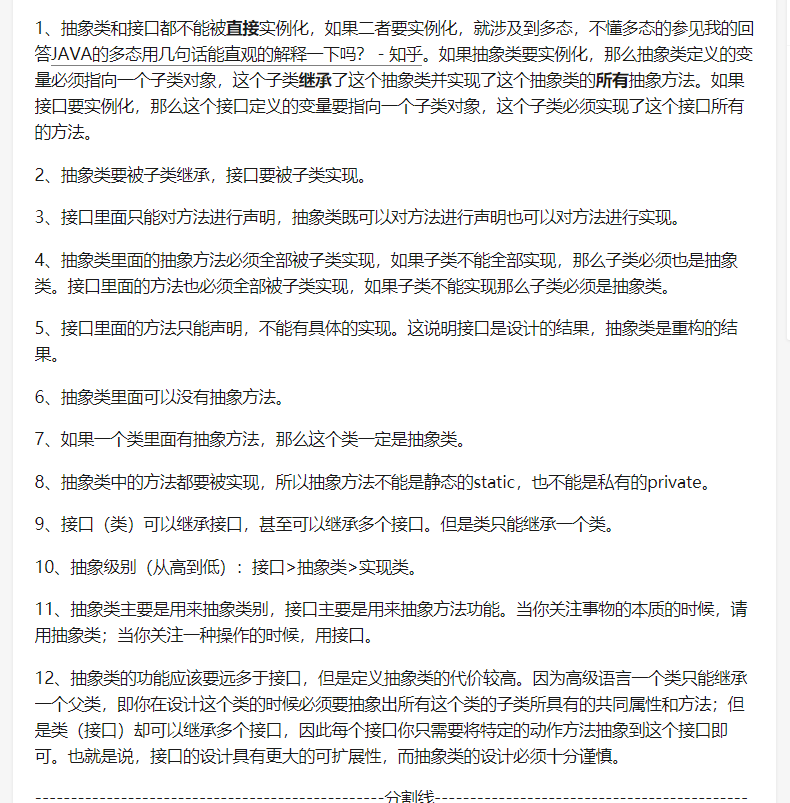 1、抽象类和接口都不能被直接实例化，如果二者要实例化，就涉及到多态，不懂多态的参见我的回
答JAVA的多态用几句话能直观的解释一下吗？ - 知乎。如果抽象类要实例化，那么抽象类定义的变
量必须指向一个子类对象，这个子类继承了这个抽象类并实现了这个抽象类的所有抽象方法。如果
接口要实例化，那么这个接口定义的变量要指向一个子类对象，这个子类必须实现了这个接口所有
的方法。
2、抽象类要被子类继承，接口要被子类实现。
3、接口里面只能对方法进行声明，抽象类既可以对方法进行声明也可以对方法进行实现。
4、抽象类里面的抽象方法必须全部被子类实现，如果子类不能全部实现，那么子类必须也是抽象
类。接口里面的方法也必须全部被子类实现，如果子类不能实现那么子类必须是抽象类。
5、接口里面的方法只能声明，不能有具体的实现。这说明接口是设计的结果，抽象类是重构的结
果。
6、抽象类里面可以没有抽象方法。
7、如果一个类里面有抽象方法，那么这个类一定是抽象类。
8、抽象类中的方法都要被实现，所以抽象方法不能是静态的static，也不能是私有的private。
9、接口（类）可以继承接口，甚至可以继承多个接口。但是类只能继承一个类。
10、抽象级别（从高到低）：接口>抽象类>实现类。
11、抽象类主要是用来抽象类别，接口主要是用来抽象方法功能。当你关注事物的本质的时候，请
用抽象类；当你关注一种操作的时候，用接口。
12、抽象类的功能应该要远多于接口，但是定义抽象类的代价较高。因为高级语言一个类只能继承
一个父类，即你在设计这个类的时候必须要抽象出所有这个类的子类所具有的共同属性和方法；但
是类（接口）却可以继承多个接口，因此每个接口你只需要将特定的动作方法抽象到这个接口即
可。也就是说，接口的设计具有更大的可扩展性，而抽象类的设计必须十分谨慎。
--------------------------------------------------分割线---------------------------------------------